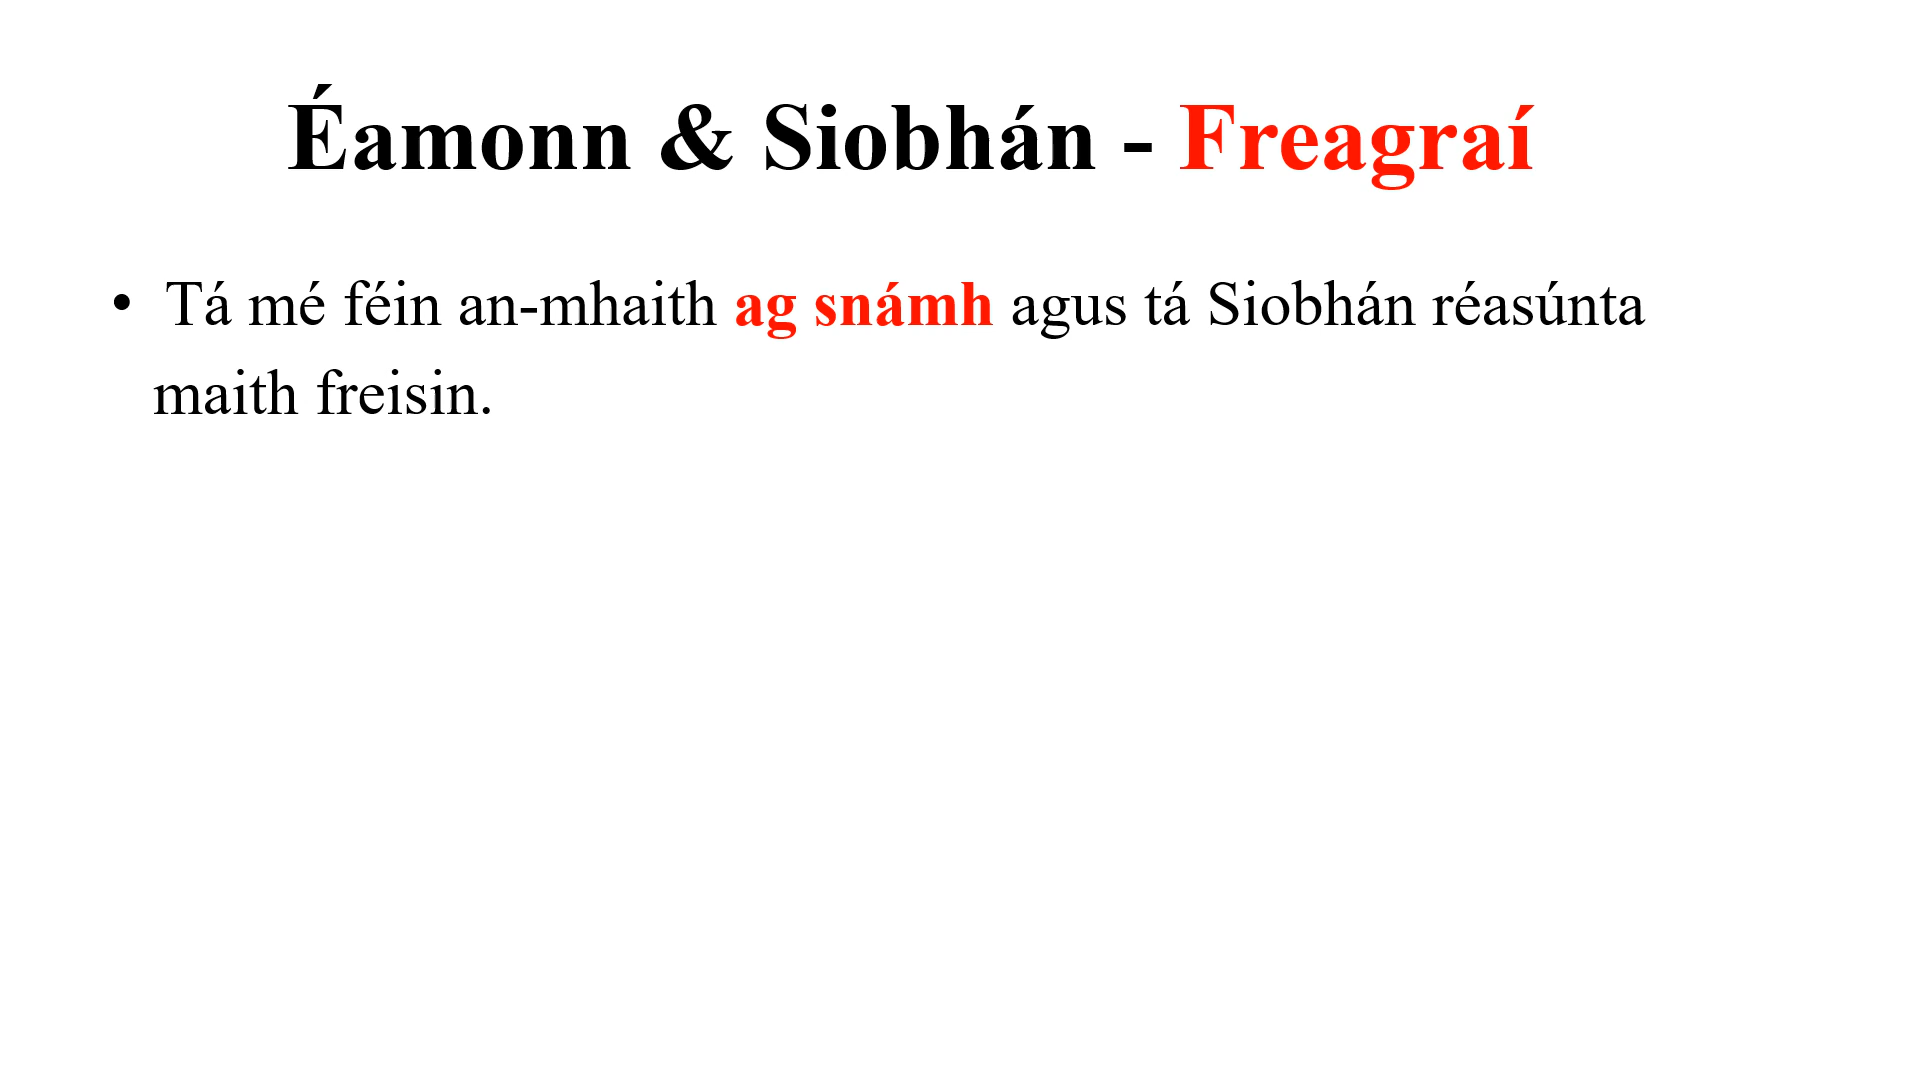 Éamonn & Siobhán - Freagraí
• Tá mé féin an-mhaith ag snámh agus tá Siobhán réasúnta
maith freisin.